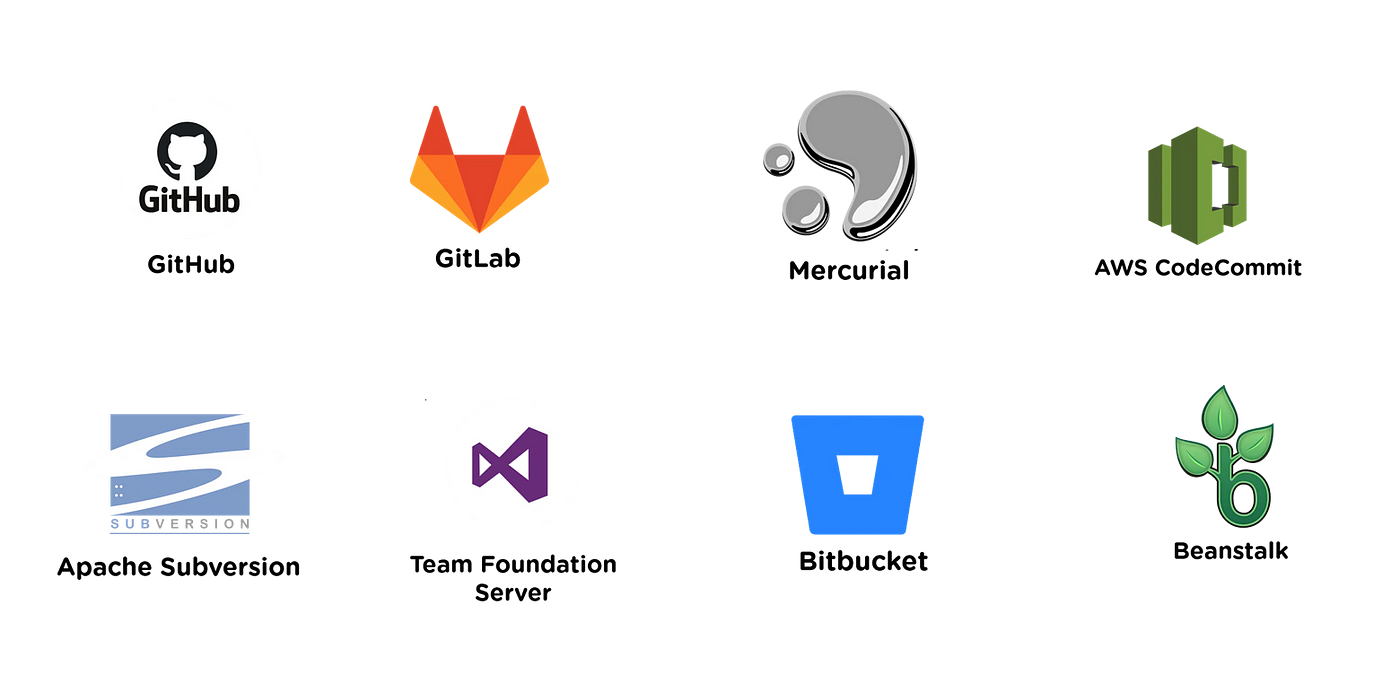 GitHub
GitHub
GitLab
Mercurial
AWS CodeCommit
SUBVERSION
Apache Subversion
Team Foundation
Server
Bitbucket
b
Beanstalk